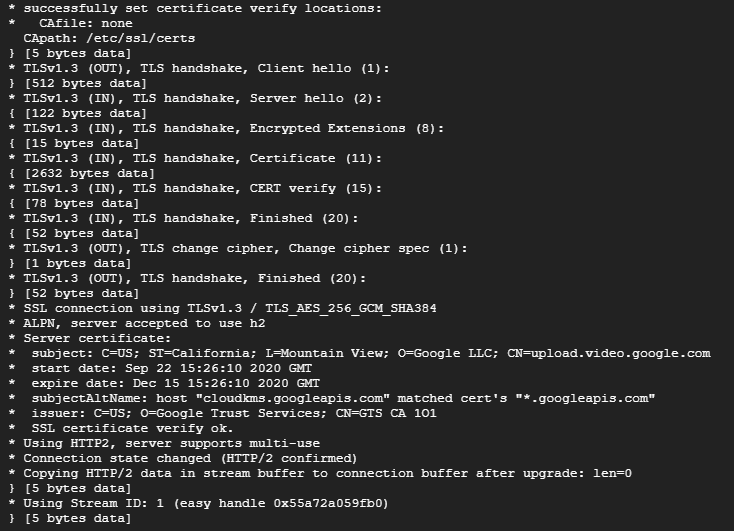 * successfully set certificate verify locations:
*   CAfile: none
  CApath: /etc/ssl/certs
} [5 bytes data]
* TLSv1.3 (OUT), TLS handshake, Client hello (1):
} [512 bytes data]
* TLSv1.3 (IN), TLS handshake, Server hello (2):
{ [122 bytes data]
* TLSv1.3 (IN), TLS handshake, Encrypted Extensions (8):
{ [15 bytes data]
* TLSv1.3 (IN), TLS handshake, Certificate (11):
{ [2632 bytes data]
* TLSv1.3 (IN), TLS handshake, CERT verify (15):
{ [78 bytes data]
* TLSv1.3 (IN), TLS handshake, Finished (20):
{ [52 bytes data]
* TLSv1.3 (OUT), TLS change cipher, Change cipher spec (1):
} [1 bytes data]
* TLSv1.3 (OUT), TLS handshake, Finished (20):
} [52 bytes data]
* SSL connection using TLSv1.3 / TLS_AES_256_GCM_SHA384
* ALPN, server accepted to use h2
* Server certificate:
*  subject: C=US; ST=California; L=Mountain View; O=Google LLC; CN=upload.video.google.com
*  start date: Sep 22 15:26:10 2020 GMT
*  expire date: Dec 15 15:26:10 2020 GMT
*  subjectAltName: host "cloudkms.googleapis.com" matched cert's "*.googleapis.com"
*  issuer: C=US; O=Google Trust Services; CN=GTS CA 1O1
*  SSL certificate verify ok.
* Using HTTP2, server supports multi-use
* Connection state changed (HTTP/2 confirmed)
* Copying HTTP/2 data in stream buffer to connection buffer after upgrade: len=0
} [5 bytes data]
* Using Stream ID: 1 (easy handle 0x55a72a059fb0)
} [5 bytes data]